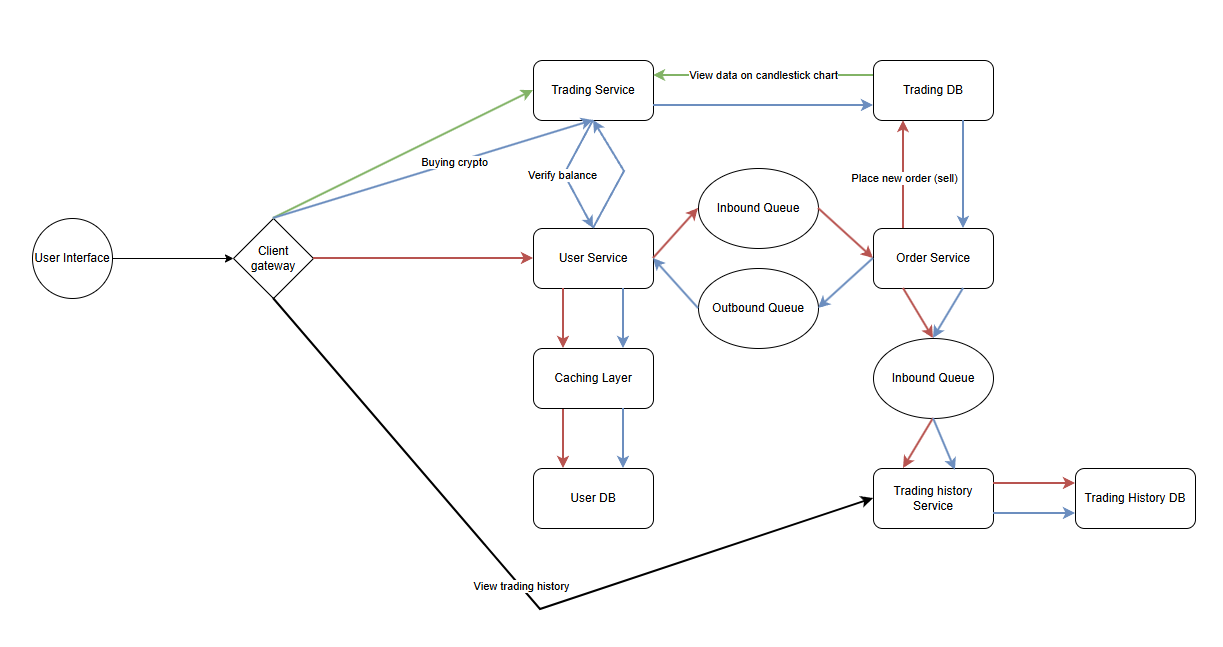 View data on candlestick chart
Trading Service
Trading DB
Buying crypto
Verify balance
Place new order (sell)
Inbound Queue
User Interface
Client
gateway
User Service
Order Service
Outbound Queue
Caching Layer
Inbound Queue
User DB
Trading history
Service
Trading History DB
View trading history